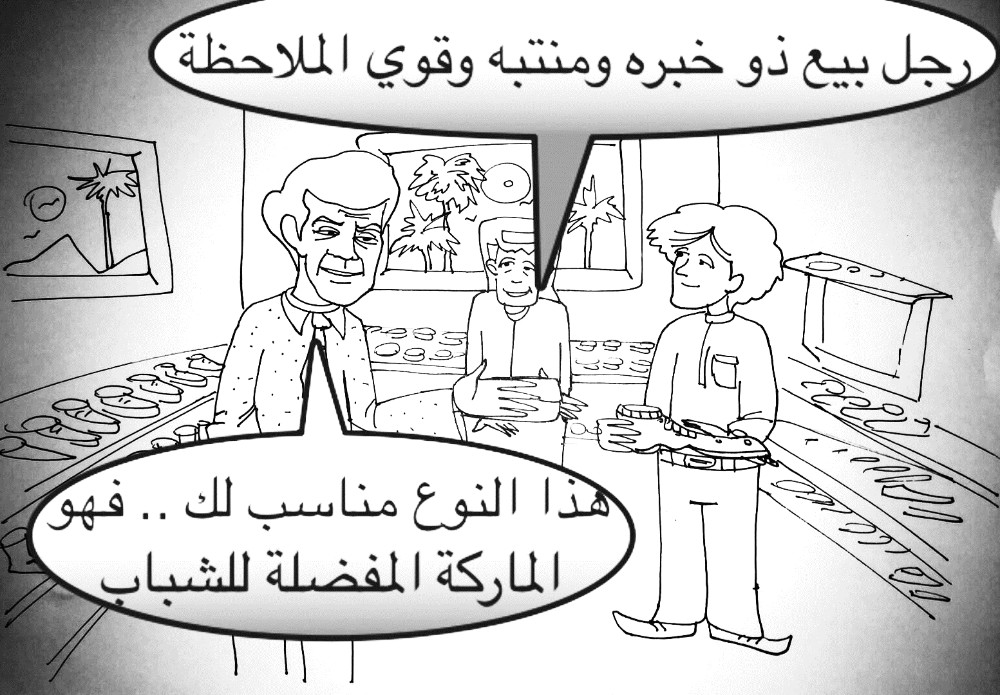 رجل بيع ذو خبره ومنتبه وقوي الملاحظة
هذا النوع مناسب لك .. فهو
الماركة المفضلة للشباب